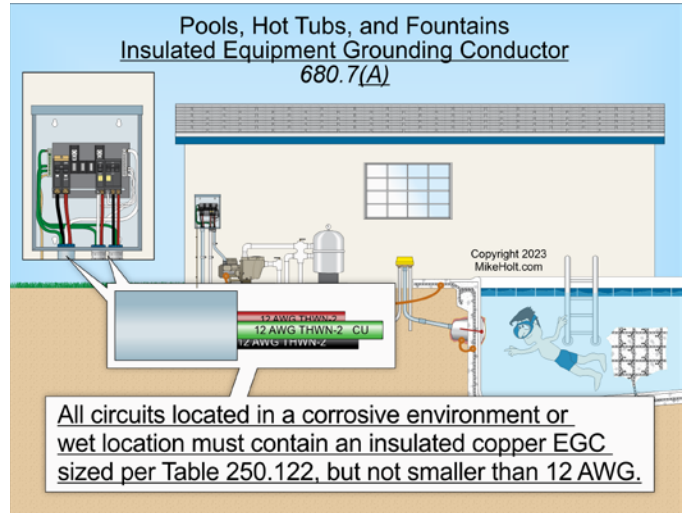 Pools, Hot Tubs, and Fountains
Insulated Equipment Grounding Conductor
680.7(A)
Copyright 2023
MikeHolt.com
12 AWG THWN-2
12 AWG THWN-2 CU
12 AWG THWN-2
All circuits located in a corrosive environment or
wet location must contain an insulated copper EGC
sized per Table 250.122, but not smaller than 12 AWG.